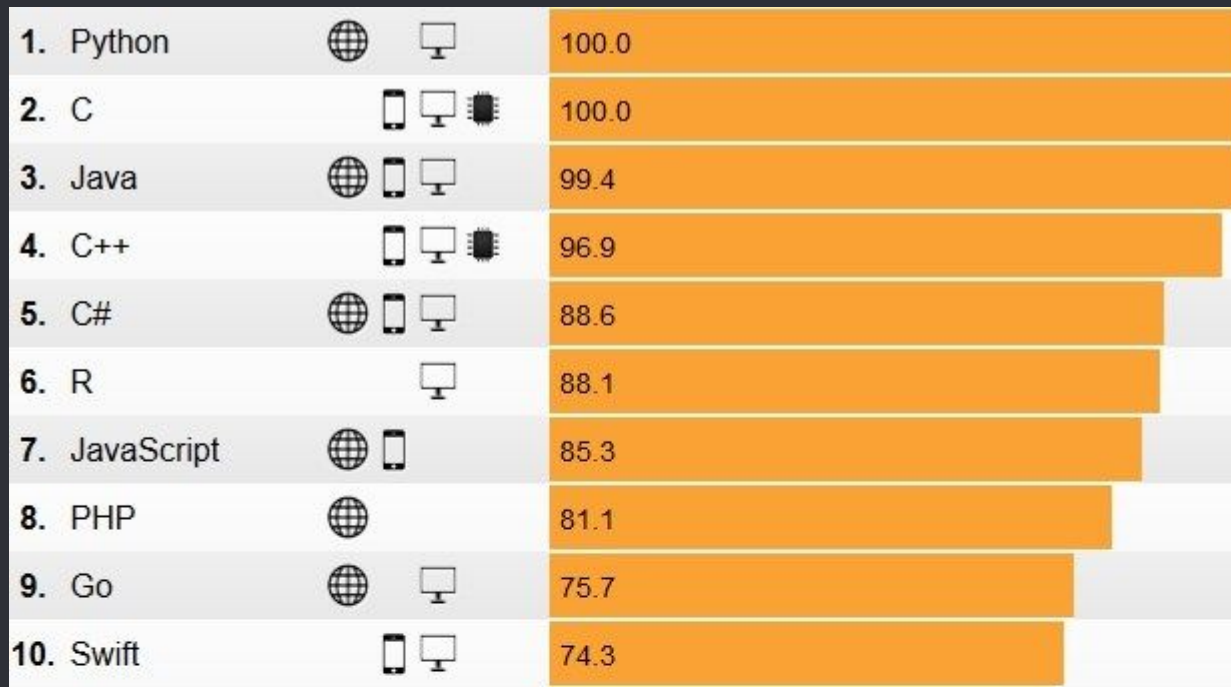 1. Python 100.0
2. C 100.0
3. Java 99.4
4. C++ 96.9
5. C# 88.6
6. R 88.1
7. JavaScript 85.3
8. PHP 81.1
9. Go 75.7
10. Swift 74.3